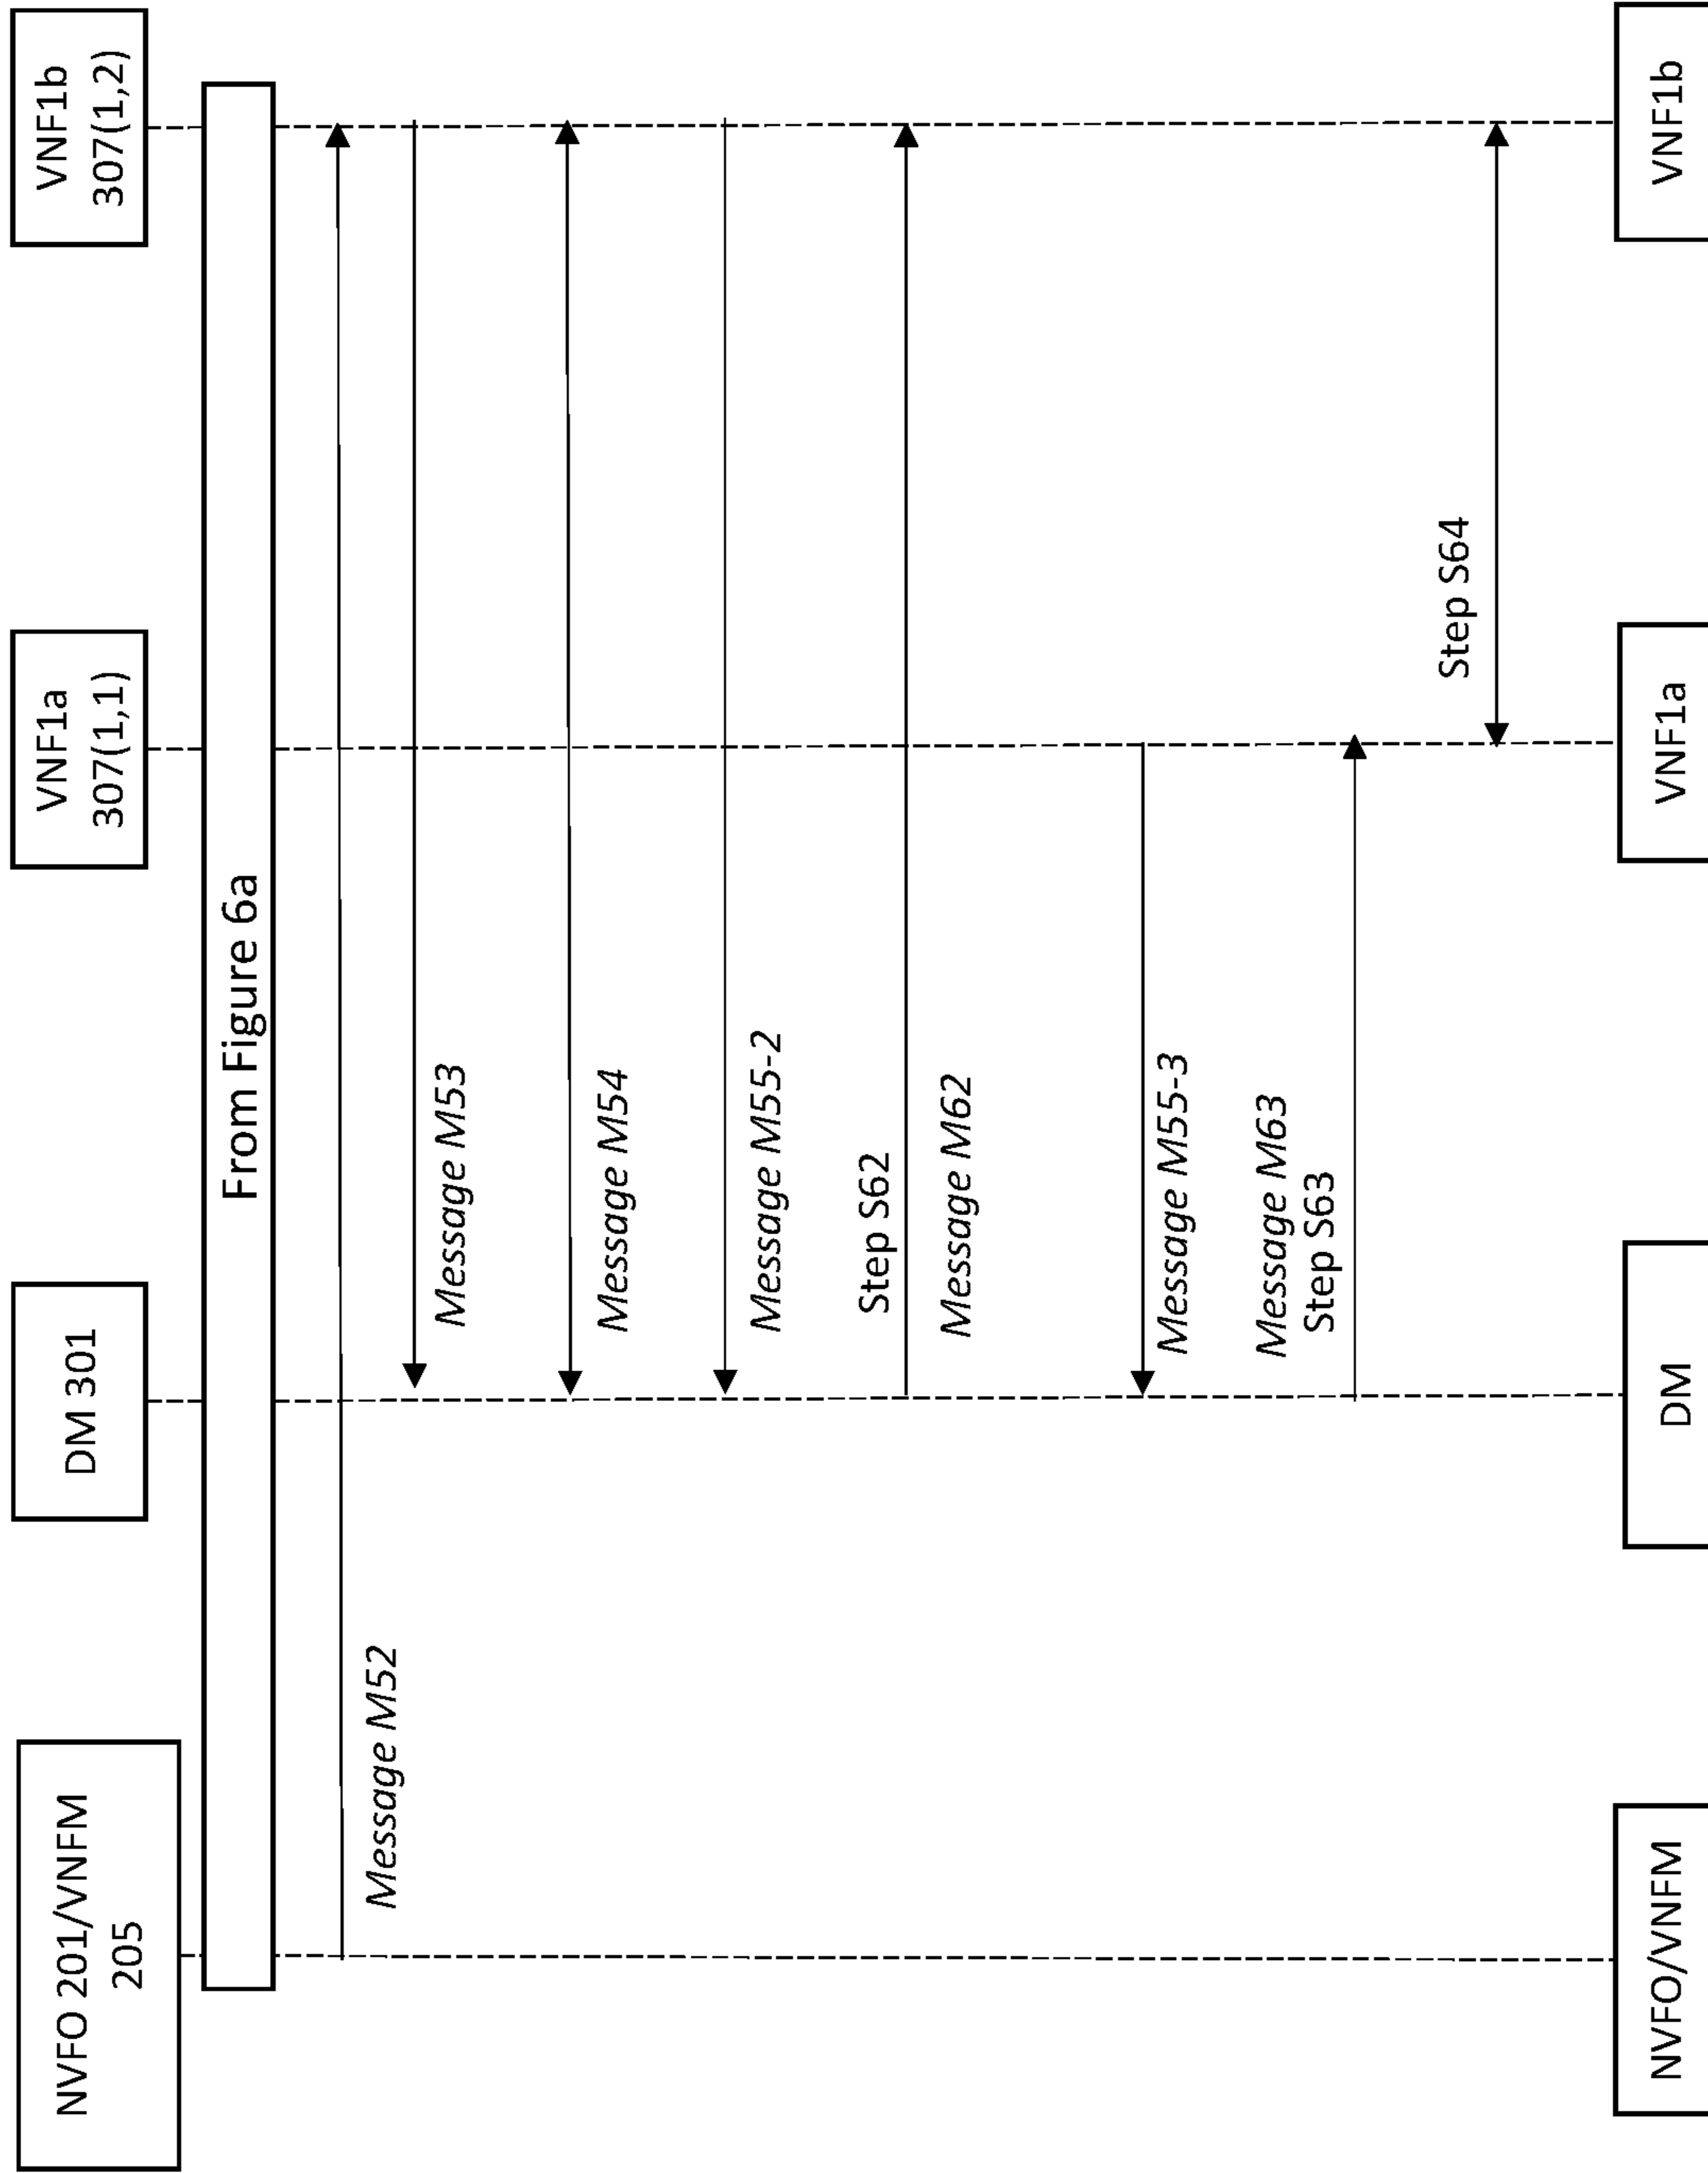 NVFO 201/VNFM
205
DM 301
VNF1a
307(1,1)
VNF1b
307(1,2)
From Figure 6a
Message M52
Message M53
Message M54
Message M55-2
Step S62
Message M62
Message M55-3
Message M63
Step S63
Step S64
NVFO/VNFM
DM
VNF1a
VNF1b